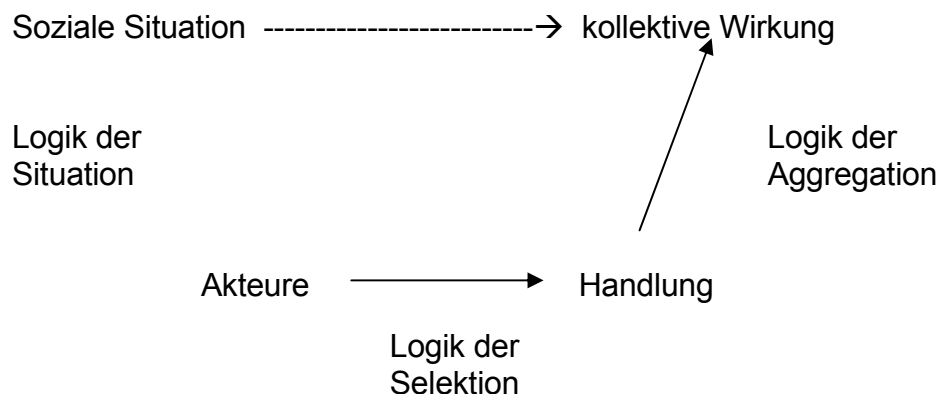 Soziale Situation --------------------------→ kollektive Wirkung
Logik der
Situation
Logik der
Aggregation
Akteure
Handlung
Logik der
Selektion